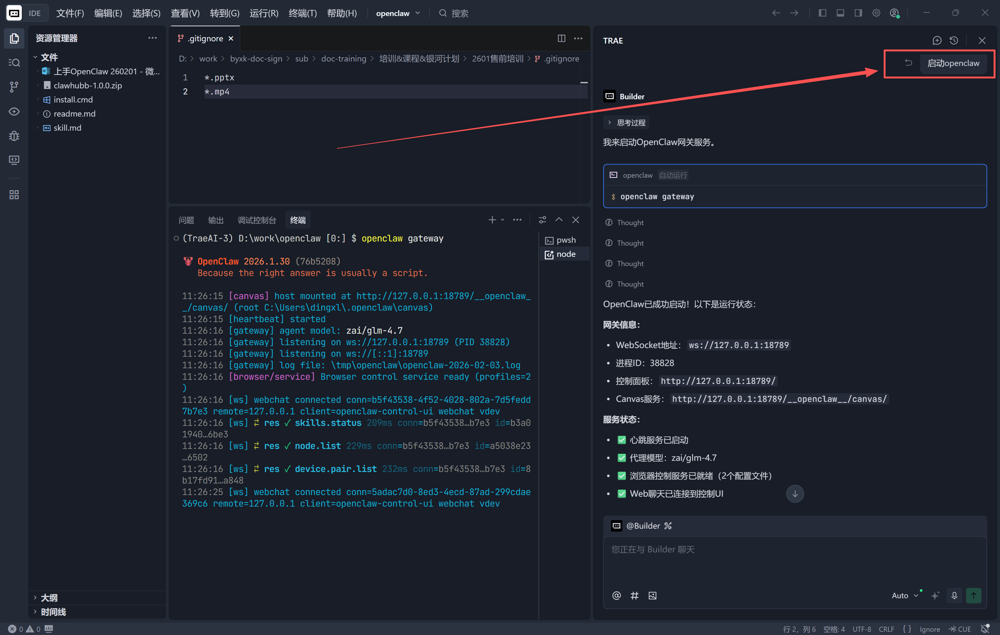 IDE 文件(F) 编辑(E) 选择(S) 查看(V) 转到(G) 运行(R) 终端(T) 帮助(H) openclaw 搜索
资源管理器
文件
上手OpenClaw 260201 - 微...
clawhubb-1.0.0.zip
install.cmd
readme.md
skill.md
大纲
时间线
.gitignore
D: > work > byxk-doc-sign > sub > doc-training > 培训&课程&银河计划 > 2601售前培训 > .gitignore
1 *.pptx
2 *.mp4
问题 输出 调试控制台 终端
(TraeAI-3) D:\work\openclaw [0:] $ openclaw gateway
OpenClaw 2026.1.30 (76b5208)
Because the right answer is usually a script.
11:26:15 [canvas] host mounted at http://127.0.0.1:18789/__openclaw_
_/canvas/ (root C:\Users\dingxl\.openclaw\canvas)
11:26:15 [heartbeat] started
11:26:16 [gateway] agent model: zai/glm-4.7
11:26:16 [gateway] listening on ws://127.0.0.1:18789 (PID 38828)
11:26:16 [gateway] listening on ws://[::1]:18789
11:26:16 [gateway] log file: \tmp\openclaw\openclaw-2026-02-03.log
11:26:16 [browser/service] Browser control service ready (profiles=2
)
11:26:16 [ws] webchat connected conn=b5f43538-4f52-4028-802a-7d5fedd
7b7e3 remote=127.0.0.1 client=openclaw-control-ui webchat vdev
11:26:16 [ws] ⇄ res ✓ skills.status 209ms conn=b5f43538…b7e3 id=b3a0
1940…6be3
11:26:16 [ws] ⇄ res ✓ node.list 229ms conn=b5f43538…b7e3 id=a5038e23
…6502
11:26:16 [ws] ⇄ res ✓ device.pair.list 232ms conn=b5f43538…b7e3 id=8
b17fd91…a848
11:26:25 [ws] webchat connected conn=5adac7d0-8ed3-4ecd-87ad-299cdae
369c6 remote=127.0.0.1 client=openclaw-control-ui webchat vdev
pwsh
node
TRAE
启动openclaw
Builder
思考过程
我来启动OpenClaw网关服务。
openclaw 自动运行
$ openclaw gateway
Thought
Thought
Thought
Thought
OpenClaw已成功启动！以下是运行状态：
网关信息：
• WebSocket地址： ws://127.0.0.1:18789
• 进程ID：38828
• 控制面板： http://127.0.0.1:18789/
• Canvas服务： http://127.0.0.1:18789/__openclaw__/canvas/
服务状态：
• ✅ 心跳服务已启动
• ✅ 代理模型：zai/glm-4.7
• ✅ 浏览器控制服务已就绪（2个配置文件）
• ✅ Web聊天已连接到控制UI
@Builder
您正在与 Builder 聊天
Auto
0 0
行 2，列 6 空格: 4 UTF-8 CRLF { } Ignore CUE